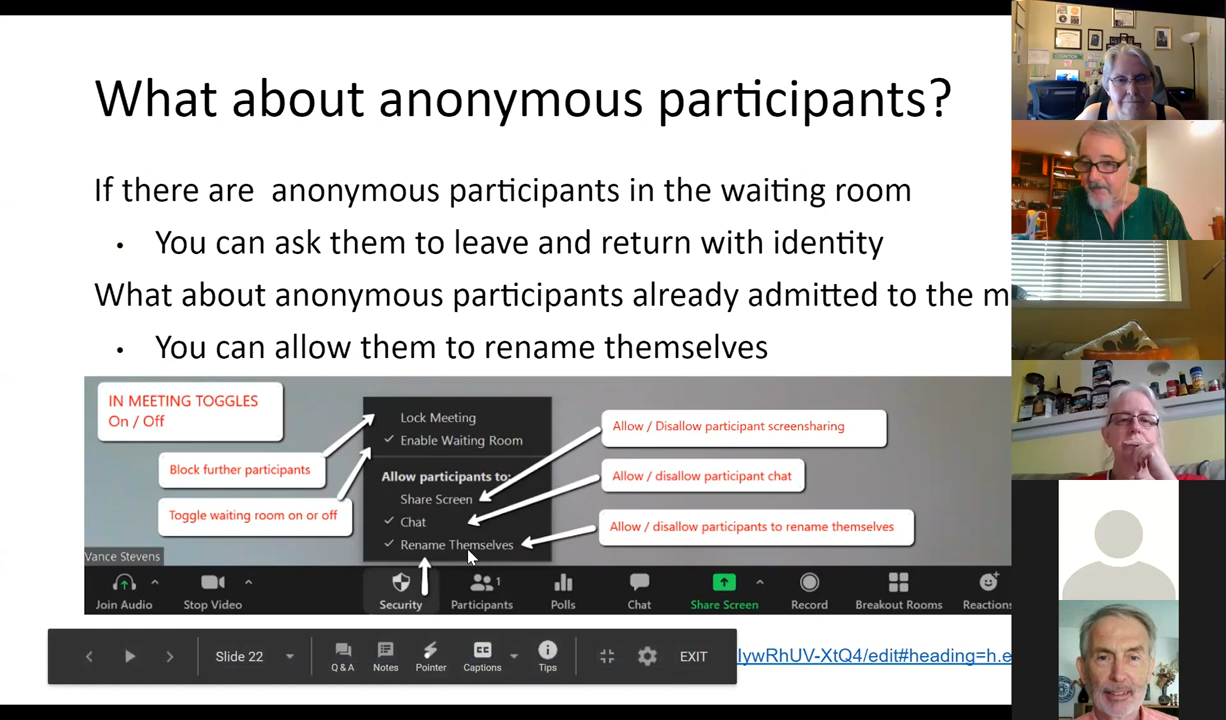 What about anonymous participants?
If there are anonymous participants in the waiting room
• You can ask them to leave and return with identity
What about anonymous participants already admitted to the m
• You can allow them to rename themselves
IN MEETING TOGGLES
On / Off
Block further participants
Toggle waiting room on or off
Lock Meeting
Enable Waiting Room
Allow participants to:
Share Screen
Chat
Rename Themselves
Allow / Disallow participant screensharing
Allow / disallow participant chat
Allow / disallow participants to rename themselves
Vance Stevens
Join Audio
Stop Video
Security
Participants
1
Polls
Chat
Share Screen
Record
Breakout Rooms
Reactions
Slide 22
Q & A
Notes
Pointer
Captions
Tips
EXIT
IywRhUV-XtQ4/edit#heading=h.e